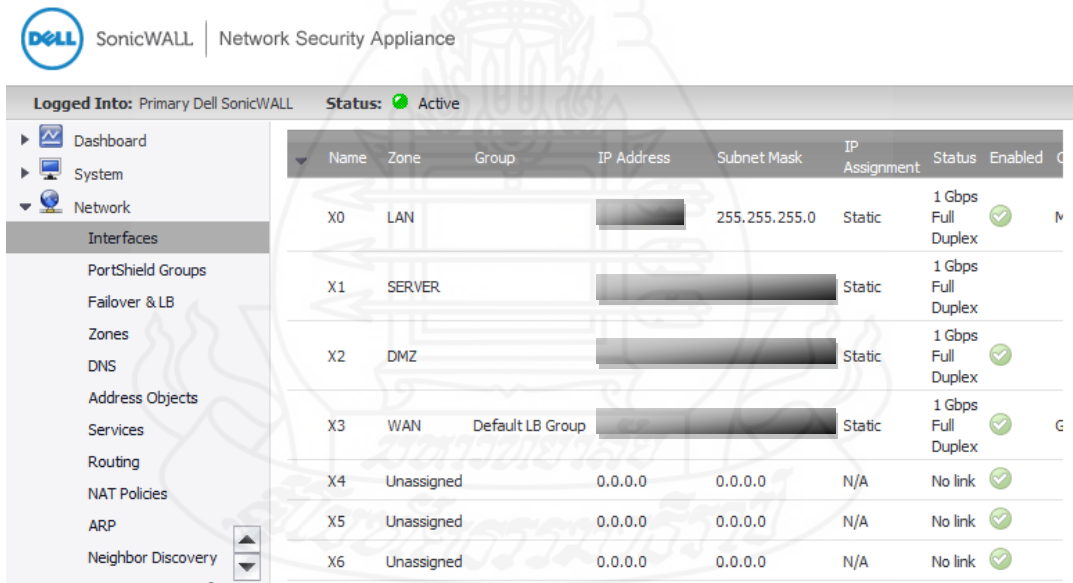 DELL SonicWALL Network Security Appliance
Logged Into: Primary Dell SonicWALL Status: Active
Dashboard
System
Network
Interfaces
PortShield Groups
Failover & LB
Zones
DNS
Address Objects
Services
Routing
NAT Policies
ARP
Neighbor Discovery
Name Zone Group IP Address Subnet Mask IP Assignment Status Enabled
X0 LAN 255.255.255.0 Static 1 Gbps Full Duplex
X1 SERVER Static 1 Gbps Full Duplex
X2 DMZ Static 1 Gbps Full Duplex
X3 WAN Default LB Group Static 1 Gbps Full Duplex
X4 Unassigned 0.0.0.0 0.0.0.0 N/A No link
X5 Unassigned 0.0.0.0 0.0.0.0 N/A No link
X6 Unassigned 0.0.0.0 0.0.0.0 N/A No link